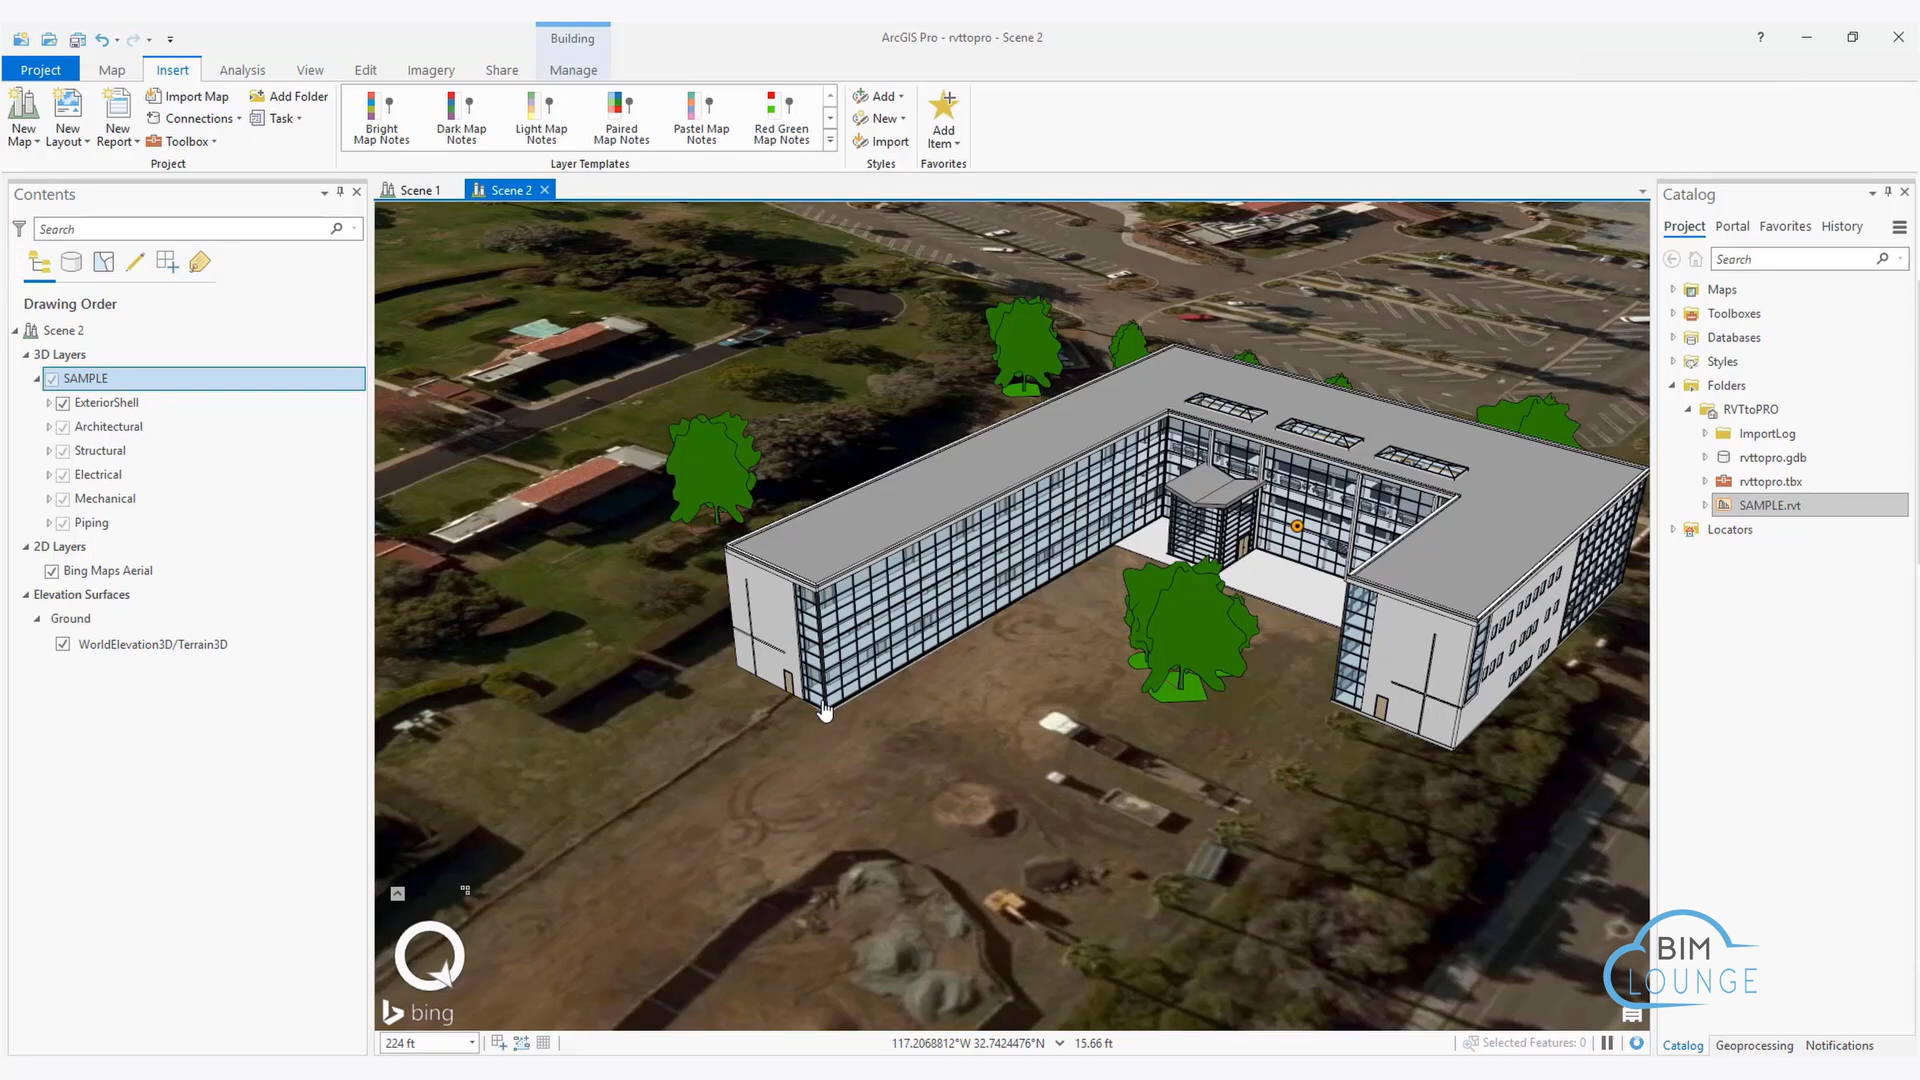 Building
ArcGIS Pro - rvttopro - Scene 2
Project
Map
Insert
Analysis
View
Edit
Imagery
Share
Manage
New Map
New Layout
New Report
Import Map
Connections
Toolbox
Add Folder
Task
Project
Bright Map Notes
Dark Map Notes
Light Map Notes
Paired Map Notes
Pastel Map Notes
Red Green Map Notes
Layer Templates
Add
New
Import
Styles
Add Item
Favorites
Contents
Search
Drawing Order
Scene 2
3D Layers
SAMPLE
ExteriorShell
Architectural
Structural
Electrical
Mechanical
Piping
2D Layers
Bing Maps Aerial
Elevation Surfaces
Ground
WorldElevation3D/Terrain3D
Scene 1
Scene 2
bing
224 ft
117.2068812°W 32.7424476°N
15.66 ft
Selected Features: 0
Catalog
Project
Portal
Favorites
History
Search
Maps
Toolboxes
Databases
Styles
Folders
RVTtoPRO
ImportLog
rvttopro.gdb
rvttopro.tbx
SAMPLE.rvt
Locators
BIM
LOUNGE
Catalog
Geoprocessing
Notifications